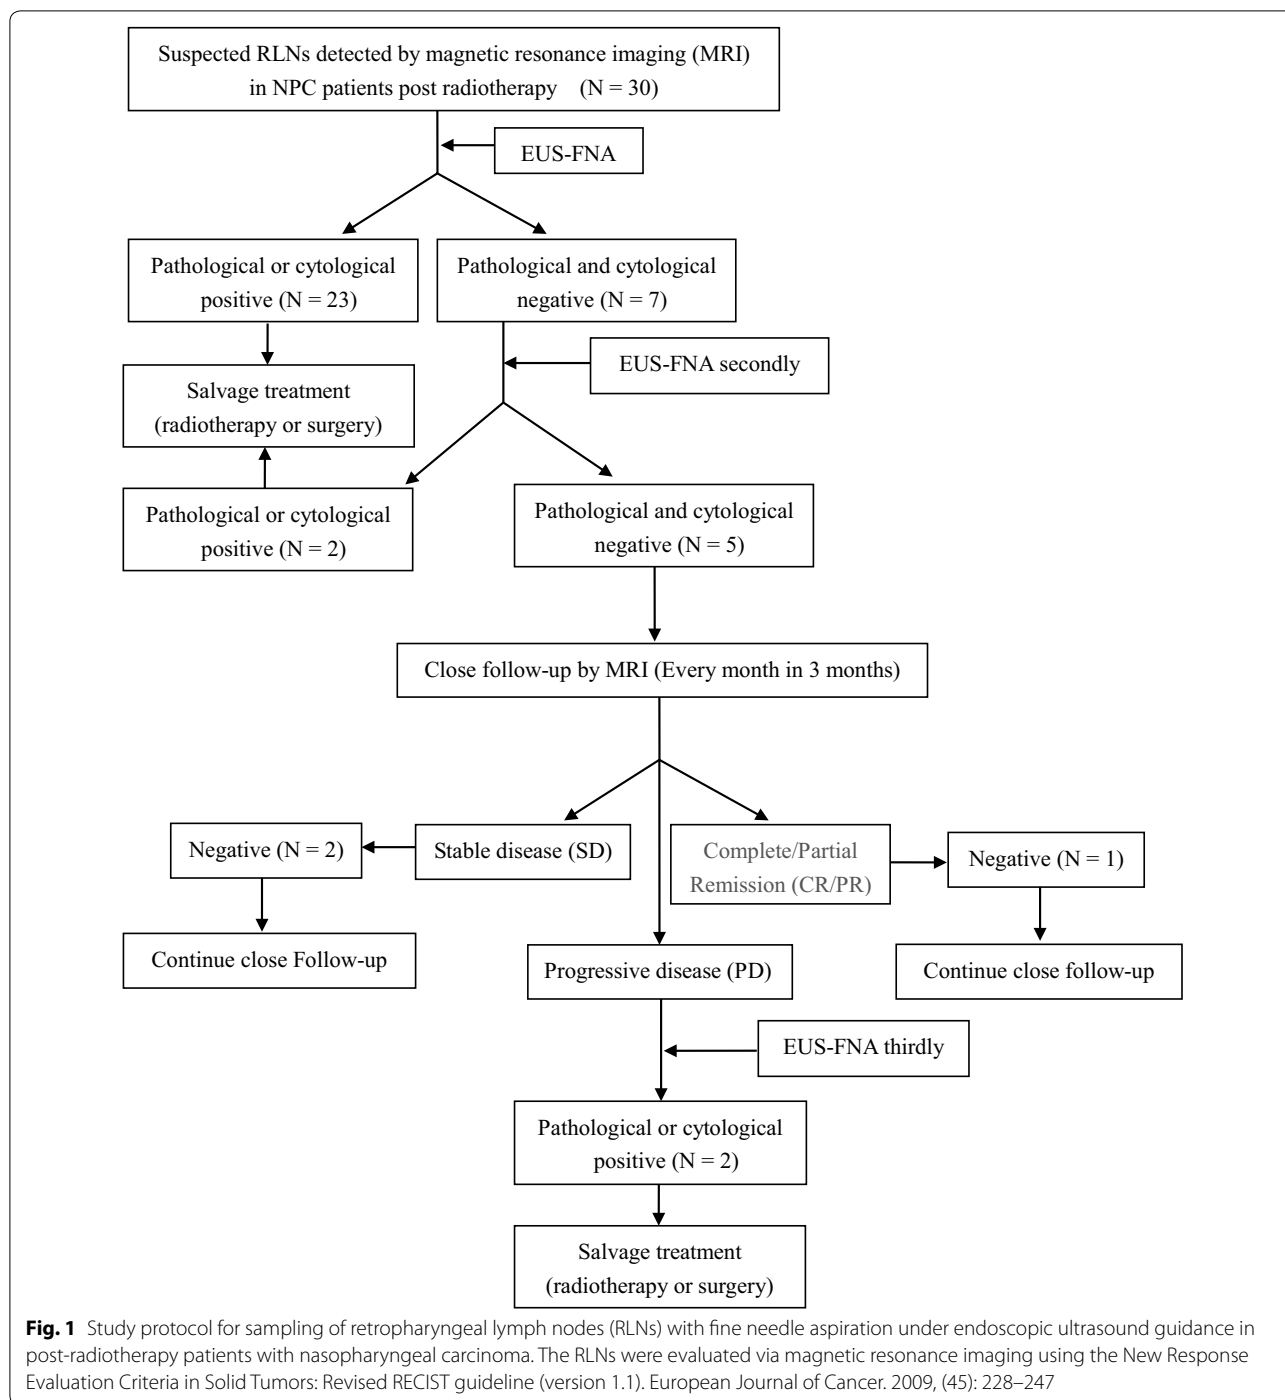 Suspected RLNs detected by magnetic resonance imaging (MRI)
in NPC patients post radiotherapy (N = 30)
EUS-FNA
Pathological or cytological
positive (N = 23)
Pathological and cytological
negative (N = 7)
EUS-FNA secondly
Salvage treatment
(radiotherapy or surgery)
Pathological or cytological
positive (N = 2)
Pathological and cytological
negative (N = 5)
Close follow-up by MRI (Every month in 3 months)
Negative (N = 2)
Stable disease (SD)
Complete/Partial
Remission (CR/PR)
Negative (N = 1)
Continue close Follow-up
Progressive disease (PD)
Continue close follow-up
EUS-FNA thirdly
Pathological or cytological
positive (N = 2)
Salvage treatment
(radiotherapy or surgery)
Fig. 1 Study protocol for sampling of retropharyngeal lymph nodes (RLNs) with fine needle aspiration under endoscopic ultrasound guidance in
post-radiotherapy patients with nasopharyngeal carcinoma. The RLNs were evaluated via magnetic resonance imaging using the New Response
Evaluation Criteria in Solid Tumors: Revised RECIST guideline (version 1.1). European Journal of Cancer. 2009, (45): 228–247